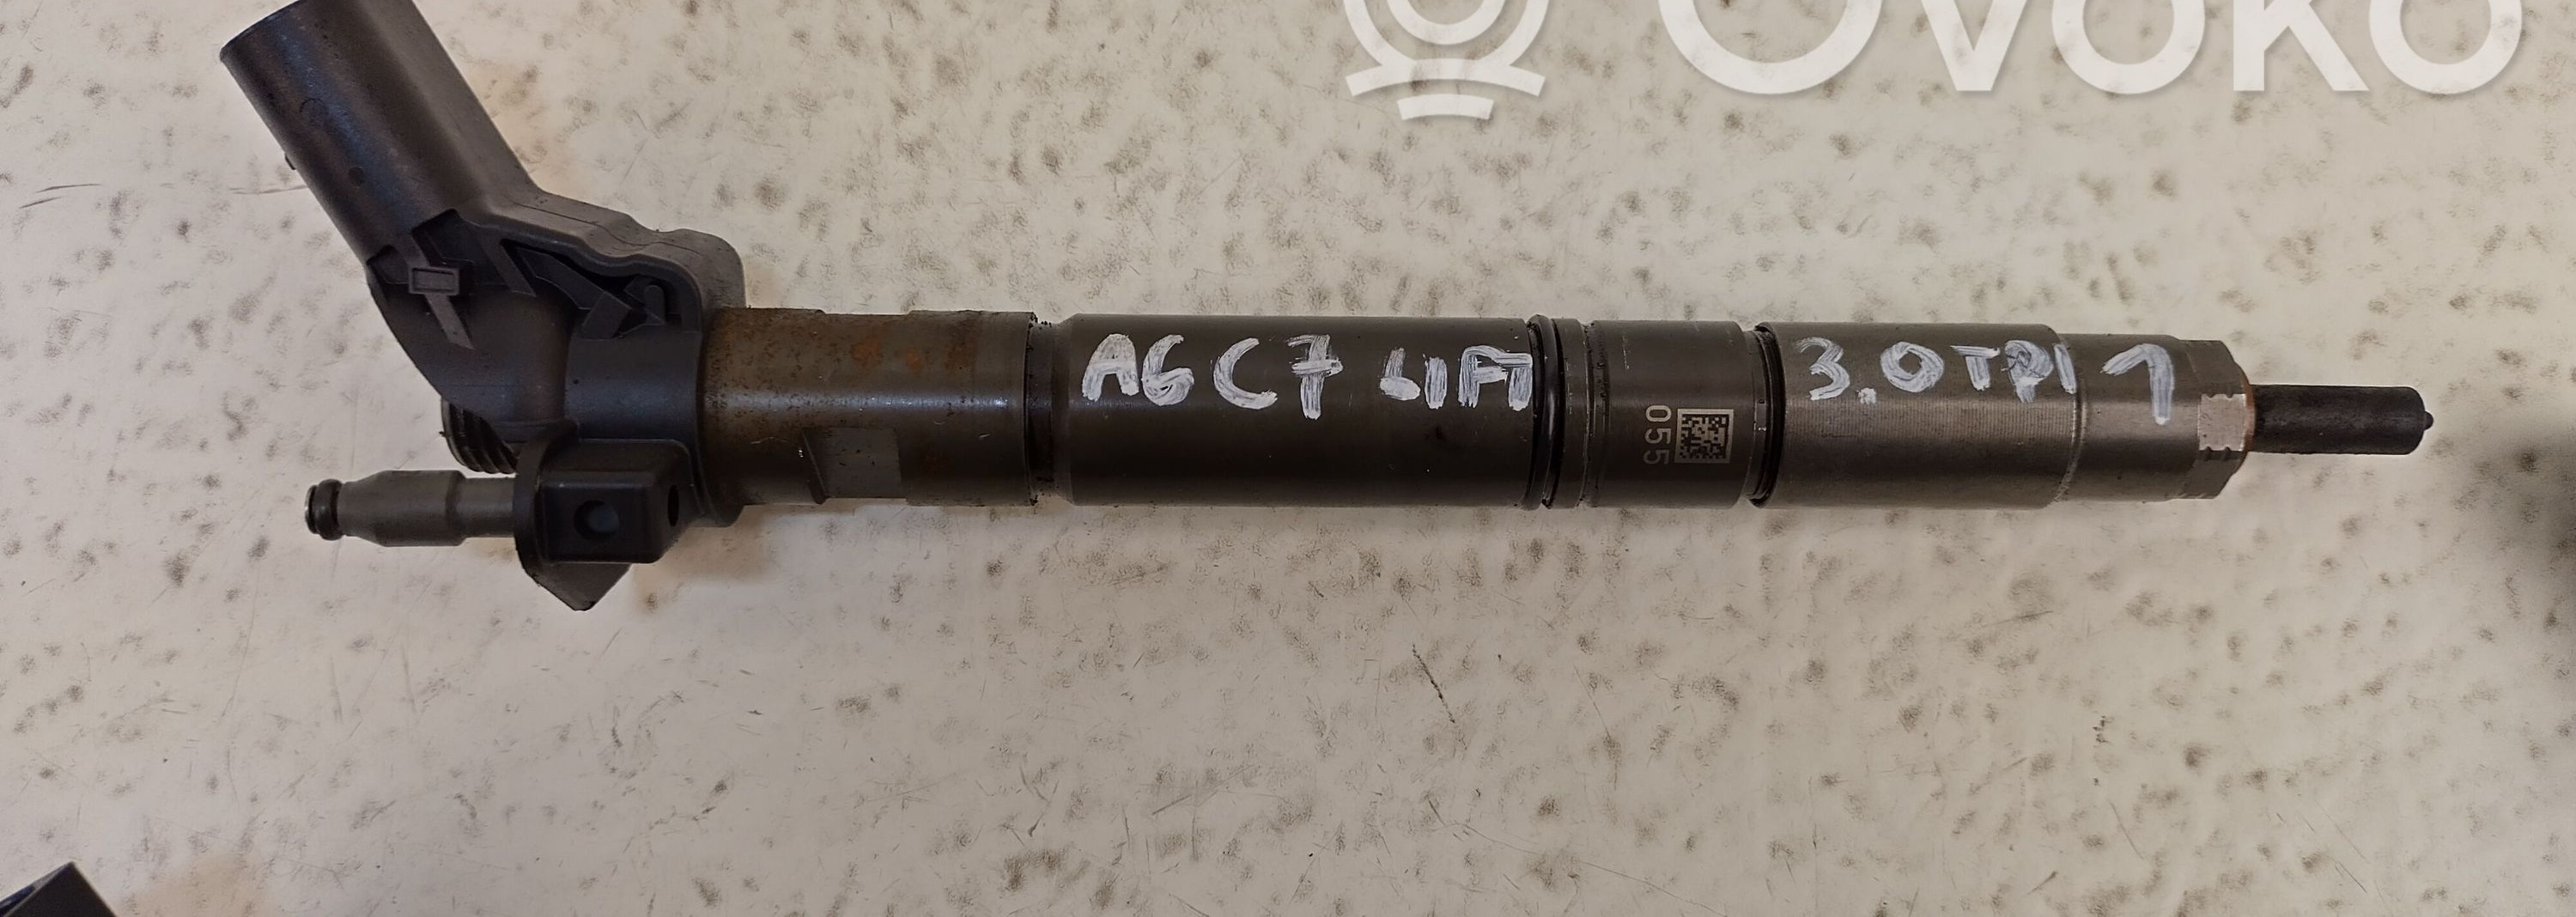 OVOKO
A6 C7 LIFT
3.0 TDI 1
055